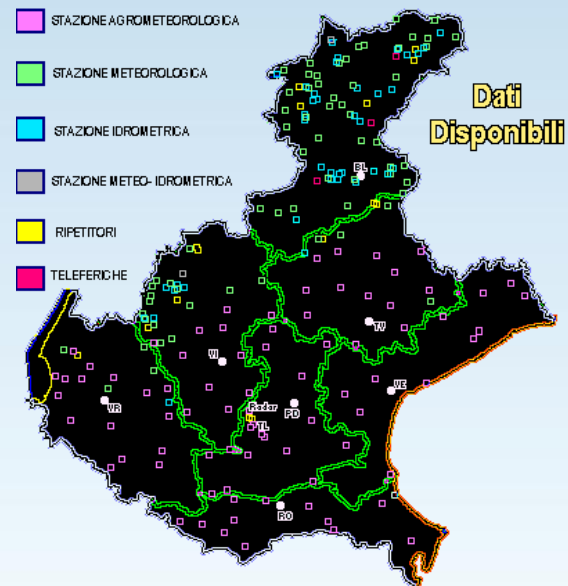 STAZIONE AGROMETEOROLOGICA
STAZIONE METEOROLOGICA
STAZIONE IDROMETRICA
STAZIONE METEO- IDROMETRICA
RIPETITORI
TELEFERICHE
Dati
Disponibili
BL
TV
VI
VE
VR
Radar
PD
TL
RO